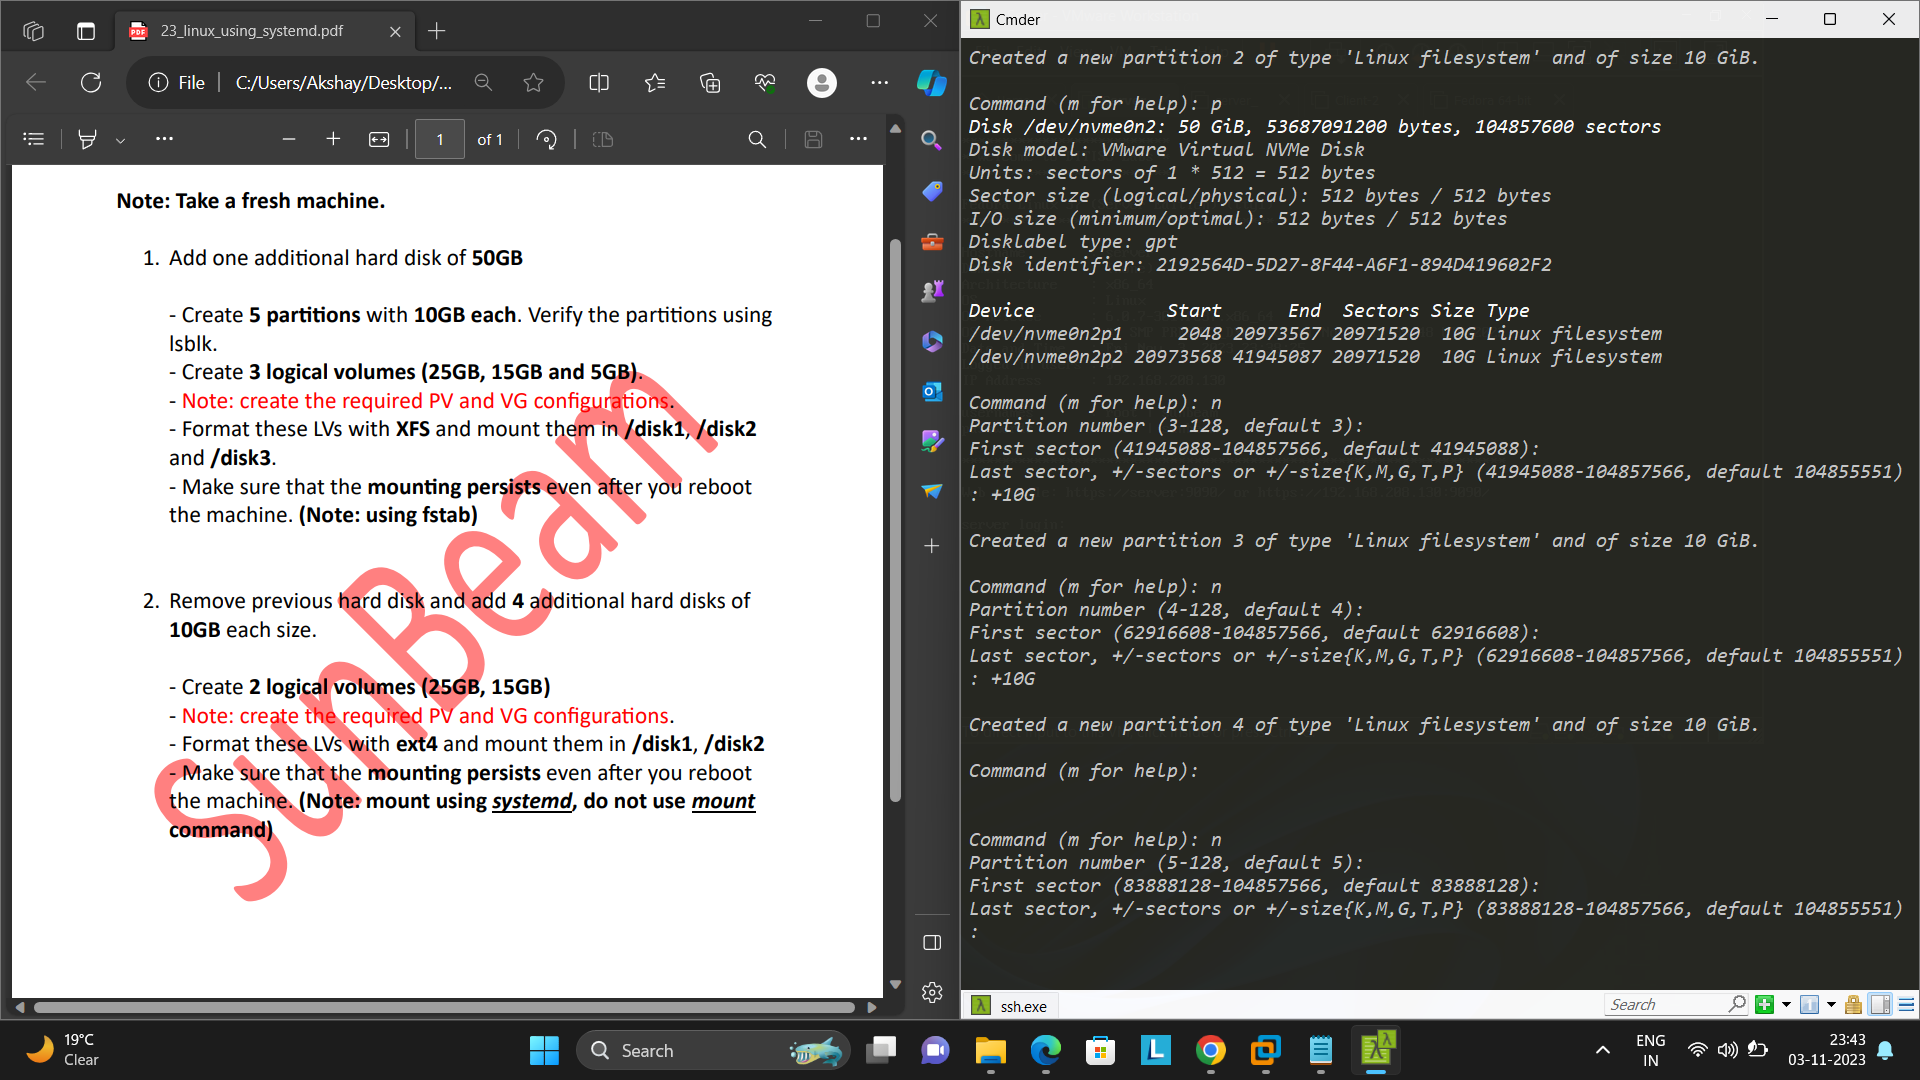 23_linux_using_systemd.pdf
File
C:/Users/Akshay/Desktop/...
1
of 1
Note: Take a fresh machine.
1. Add one additional hard disk of 50GB
- Create 5 partitions with 10GB each. Verify the partitions using
lsblk.
- Create 3 logical volumes (25GB, 15GB and 5GB).
- Note: create the required PV and VG configurations.
- Format these LVs with XFS and mount them in /disk1, /disk2
and /disk3.
- Make sure that the mounting persists even after you reboot
the machine. (Note: using fstab)
2. Remove previous hard disk and add 4 additional hard disks of
10GB each size.
- Create 2 logical volumes (25GB, 15GB)
- Note: create the required PV and VG configurations.
- Format these LVs with ext4 and mount them in /disk1, /disk2
- Make sure that the mounting persists even after you reboot
the machine. (Note: mount using systemd, do not use mount
command)
SunBeam
Cmder
Created a new partition 2 of type 'Linux filesystem' and of size 10 GiB.
Command (m for help): p
Disk /dev/nvme0n2: 50 GiB, 53687091200 bytes, 104857600 sectors
Disk model: VMware Virtual NVMe Disk
Units: sectors of 1 * 512 = 512 bytes
Sector size (logical/physical): 512 bytes / 512 bytes
I/O size (minimum/optimal): 512 bytes / 512 bytes
Disklabel type: gpt
Disk identifier: 2192564D-5D27-8F44-A6F1-894D419602F2
Device Start End Sectors Size Type
/dev/nvme0n2p1 2048 20973567 20971520 10G Linux filesystem
/dev/nvme0n2p2 20973568 41945087 20971520 10G Linux filesystem
Command (m for help): n
Partition number (3-128, default 3):
First sector (41945088-104857566, default 41945088):
Last sector, +/-sectors or +/-size{K,M,G,T,P} (41945088-104857566, default 104855551)
: +10G
Created a new partition 3 of type 'Linux filesystem' and of size 10 GiB.
Command (m for help): n
Partition number (4-128, default 4):
First sector (62916608-104857566, default 62916608):
Last sector, +/-sectors or +/-size{K,M,G,T,P} (62916608-104857566, default 104855551)
: +10G
Created a new partition 4 of type 'Linux filesystem' and of size 10 GiB.
Command (m for help):
Command (m for help): n
Partition number (5-128, default 5):
First sector (83888128-104857566, default 83888128):
Last sector, +/-sectors or +/-size{K,M,G,T,P} (83888128-104857566, default 104855551)
:
ssh.exe
Search
19°C
Clear
Search
ENG
IN
23:43
03-11-2023